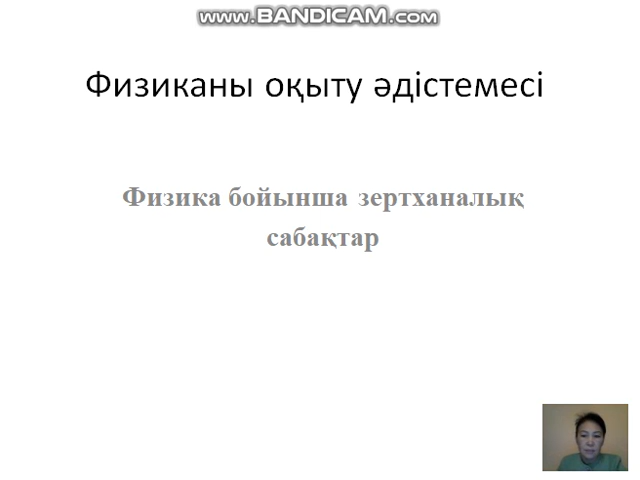 www.BANDICAM.com
Физиканы оқыту әдістемесі
Физика бойынша зертханалық
сабақтар